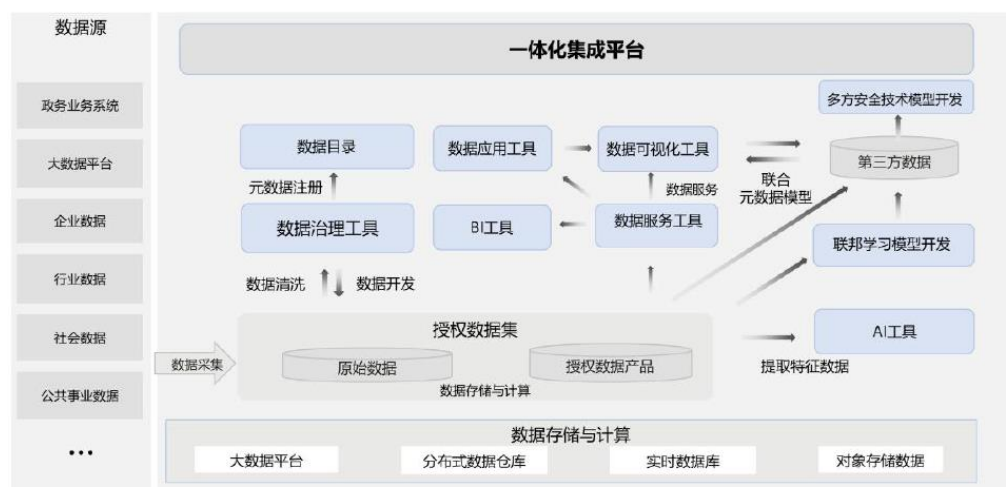 数据源
政务业务系统
大数据平台
企业数据
行业数据
社会数据
公共事业数据
...
一体化集成平台
多方安全技术模型开发
数据目录
数据应用工具
数据可视化工具
第三方数据
元数据注册
数据服务
联合
元数据模型
数据治理工具
BI工具
数据服务工具
联邦学习模型开发
数据清洗
数据开发
授权数据集
AI工具
数据采集
原始数据
授权数据产品
提取特征数据
数据存储与计算
数据存储与计算
大数据平台
分布式数据仓库
实时数据库
对象存储数据